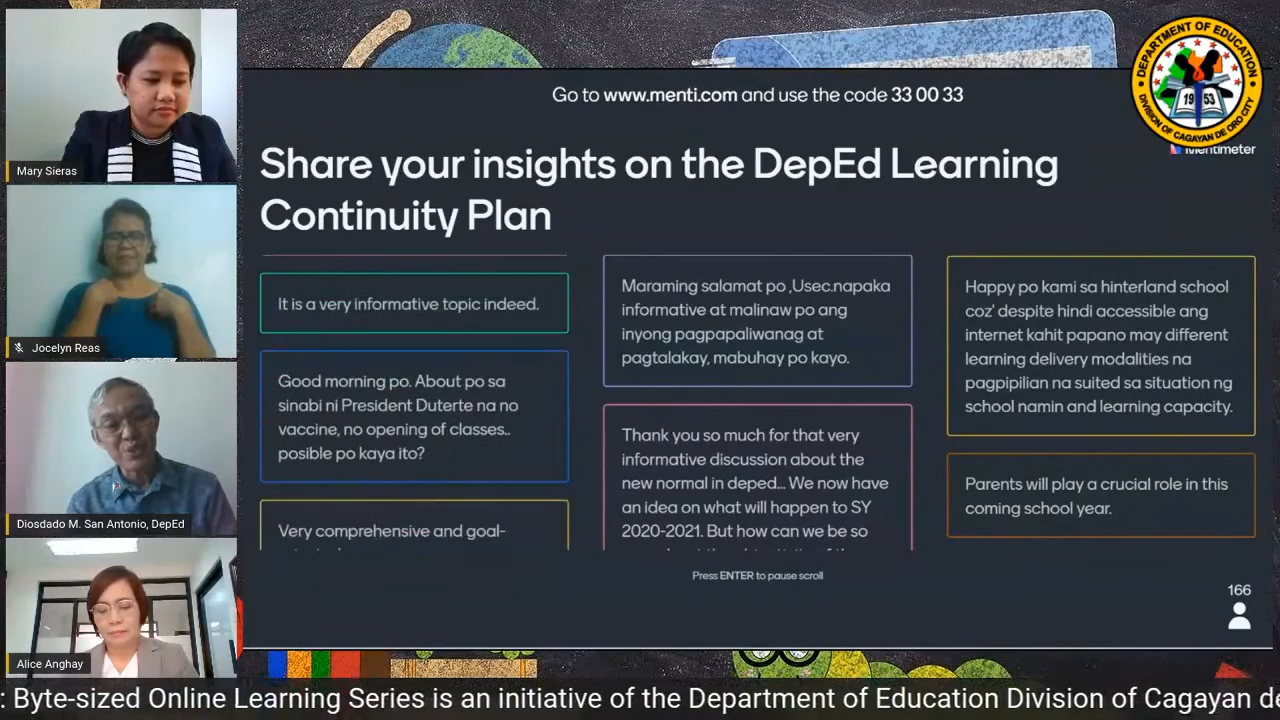 Go to www.menti.com and use the code 33 00 33
DEPARTMENT OF EDUCATION
1953
DIVISION OF CAGAYAN DE ORO CITY
Mentimeter
Share your insights on the DepEd Learning
Continuity Plan
It is a very informative topic indeed.
Good morning po. About po sa
sinabi ni President Duterte na no
vaccine, no opening of classes..
posible po kaya ito?
Very comprehensive and goal-
Maraming salamat po ,Usec.napaka
informative at malinaw po ang
inyong pagpapaliwanag at
pagtalakay, mabuhay po kayo.
Thank you so much for that very
informative discussion about the
new normal in deped... We now have
an idea on what will happen to SY
2020-2021. But how can we be so
Happy po kami sa hinterland school
coz' despite hindi accessible ang
internet kahit papano may different
learning delivery modalities na
pagpipilian na suited sa situation ng
school namin and learning capacity.
Parents will play a crucial role in this
coming school year.
Press ENTER to pause scroll
166
Mary Sieras
Jocelyn Reas
Diosdado M. San Antonio, DepEd
Alice Anghay
: Byte-sized Online Learning Series is an initiative of the Department of Education Division of Cagayan de